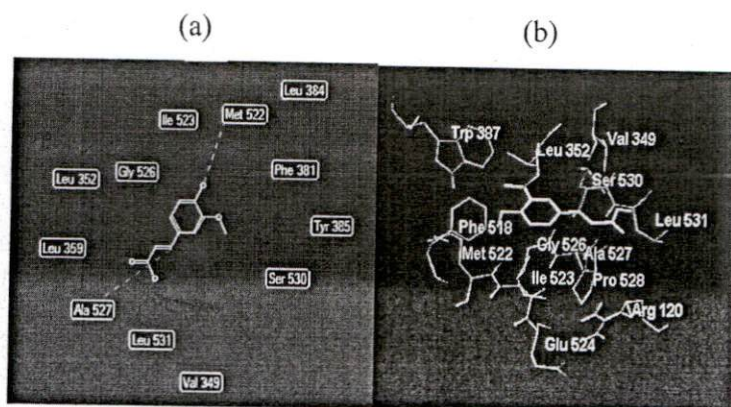 (a)
(b)
Leu 384
Ile 523
Met 522
Gly 526
Phe 381
Leu 352
Tyr 385
Leu 359
Ser 530
Ala 527
Leu 531
Val 349
Trp 387
Leu 352
Val 349
Ser 530
Leu 531
Phe 518
Met 522
Gly 526
Ala 527
Ile 523
Pro 528
Arg 120
Glu 524